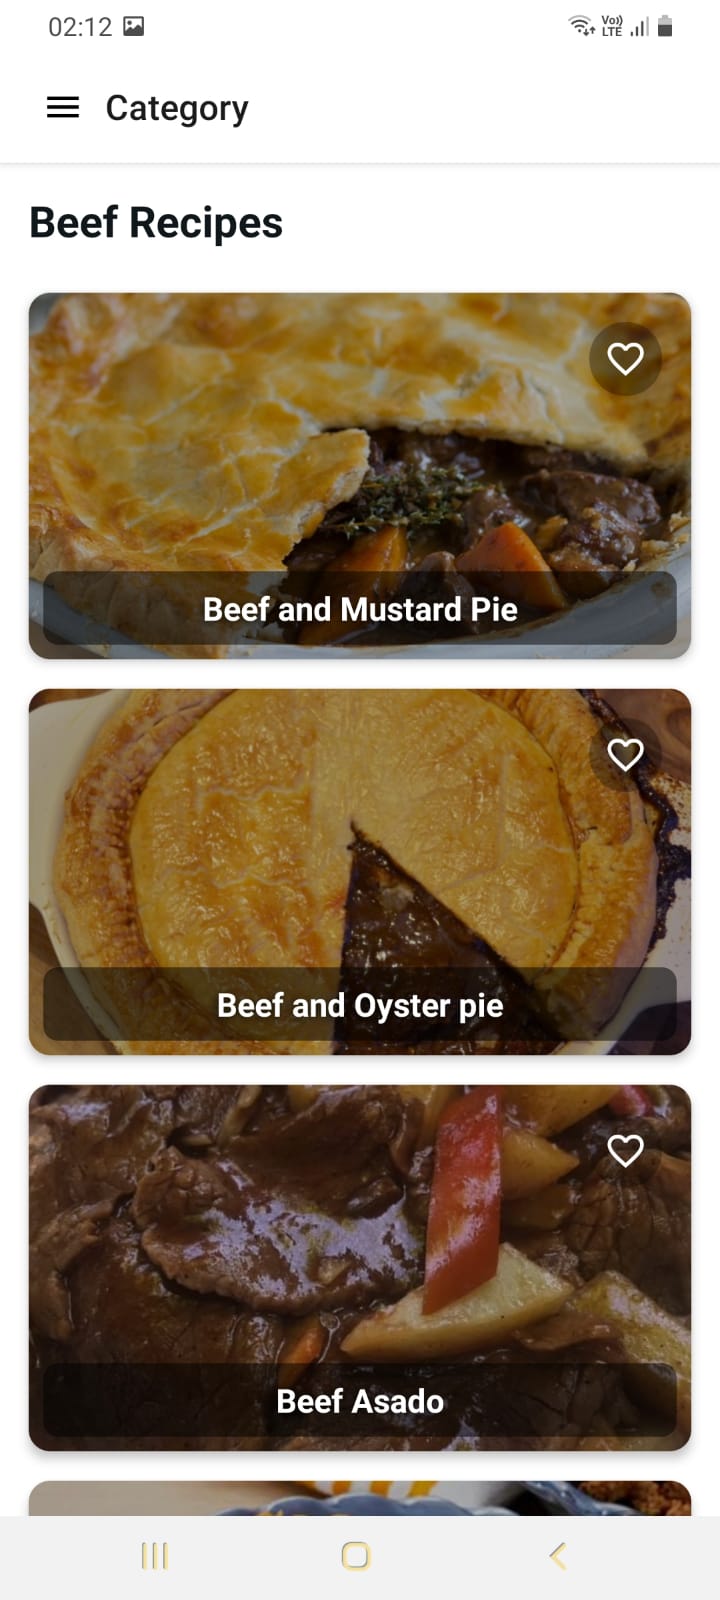 02:12
Vo))
LTE
Category
Beef Recipes
Beef and Mustard Pie
Beef and Oyster pie
Beef Asado